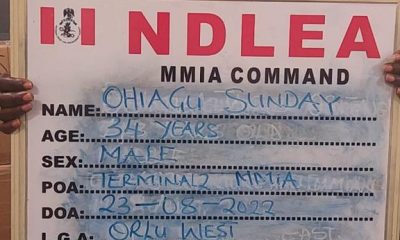 NDLEA
MMIA COMMAND
NAME: OHIAGU SUNDAY
AGE: 34 YEARS OLD
SEX: MALE
POA: TERMINAL2 MMIA
DOA: 23-08-2022
L.G.A: ORLU WEST EAST